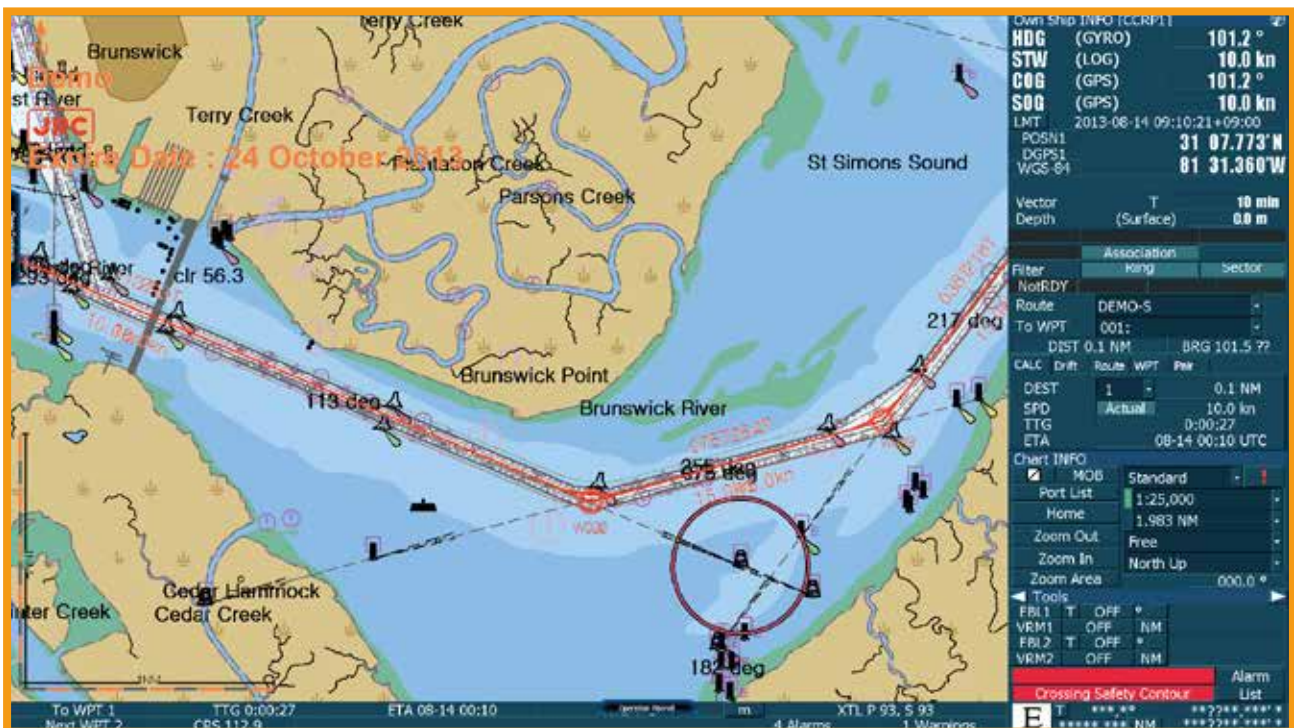 Terry Creek
Brunswick
Demo
st River
JRC
Terry Creek
Expire Date : 24 October 2013
Plantation Creek
St Simons Sound
Parsons Creek
clr 56.3
217 deg
Brunswick Point
113 deg
Brunswick River
Cedar Hammock
Cedar Creek
182 deg
Own Ship INFO [CCRP1]
HDG (GYRO) 101.2 °
STW (LOG) 10.0 kn
COG (GPS) 101.2 °
SOG (GPS) 10.0 kn
LMT 2013-08-14 09:10:21+09:00
POSN1 31 07.773'N
DGPS1
WGS-84 81 31.360'W
Vector T 10 min
Depth (Surface) 0.0 m
Association
Filter Ring Sector
NotRDY
Route DEMO-S
To WPT 001:
DIST 0.1 NM BRG 101.5 ??
CALC Drift Route WPT Pair
DEST 1 0.1 NM
SPD Actual 10.0 kn
TTG 0:00:27
ETA 08-14 00:10 UTC
Chart INFO
MOB Standard !
Port List 1:25,000
Home 1.983 NM
Zoom Out Free
Zoom In North Up
Zoom Area 000.0 °
Tools
EBL1 T OFF °
VRM1 OFF NM
EBL2 T OFF °
VRM2 OFF NM
Alarm
Crossing Safety Contour List
E T
NM
To WPT 1 TTG 0:00:27 ETA 08-14 00:10 m XTL P 93, S 93
Next WPT 2 CRS 112.9 4 Alarms 1 Warnings